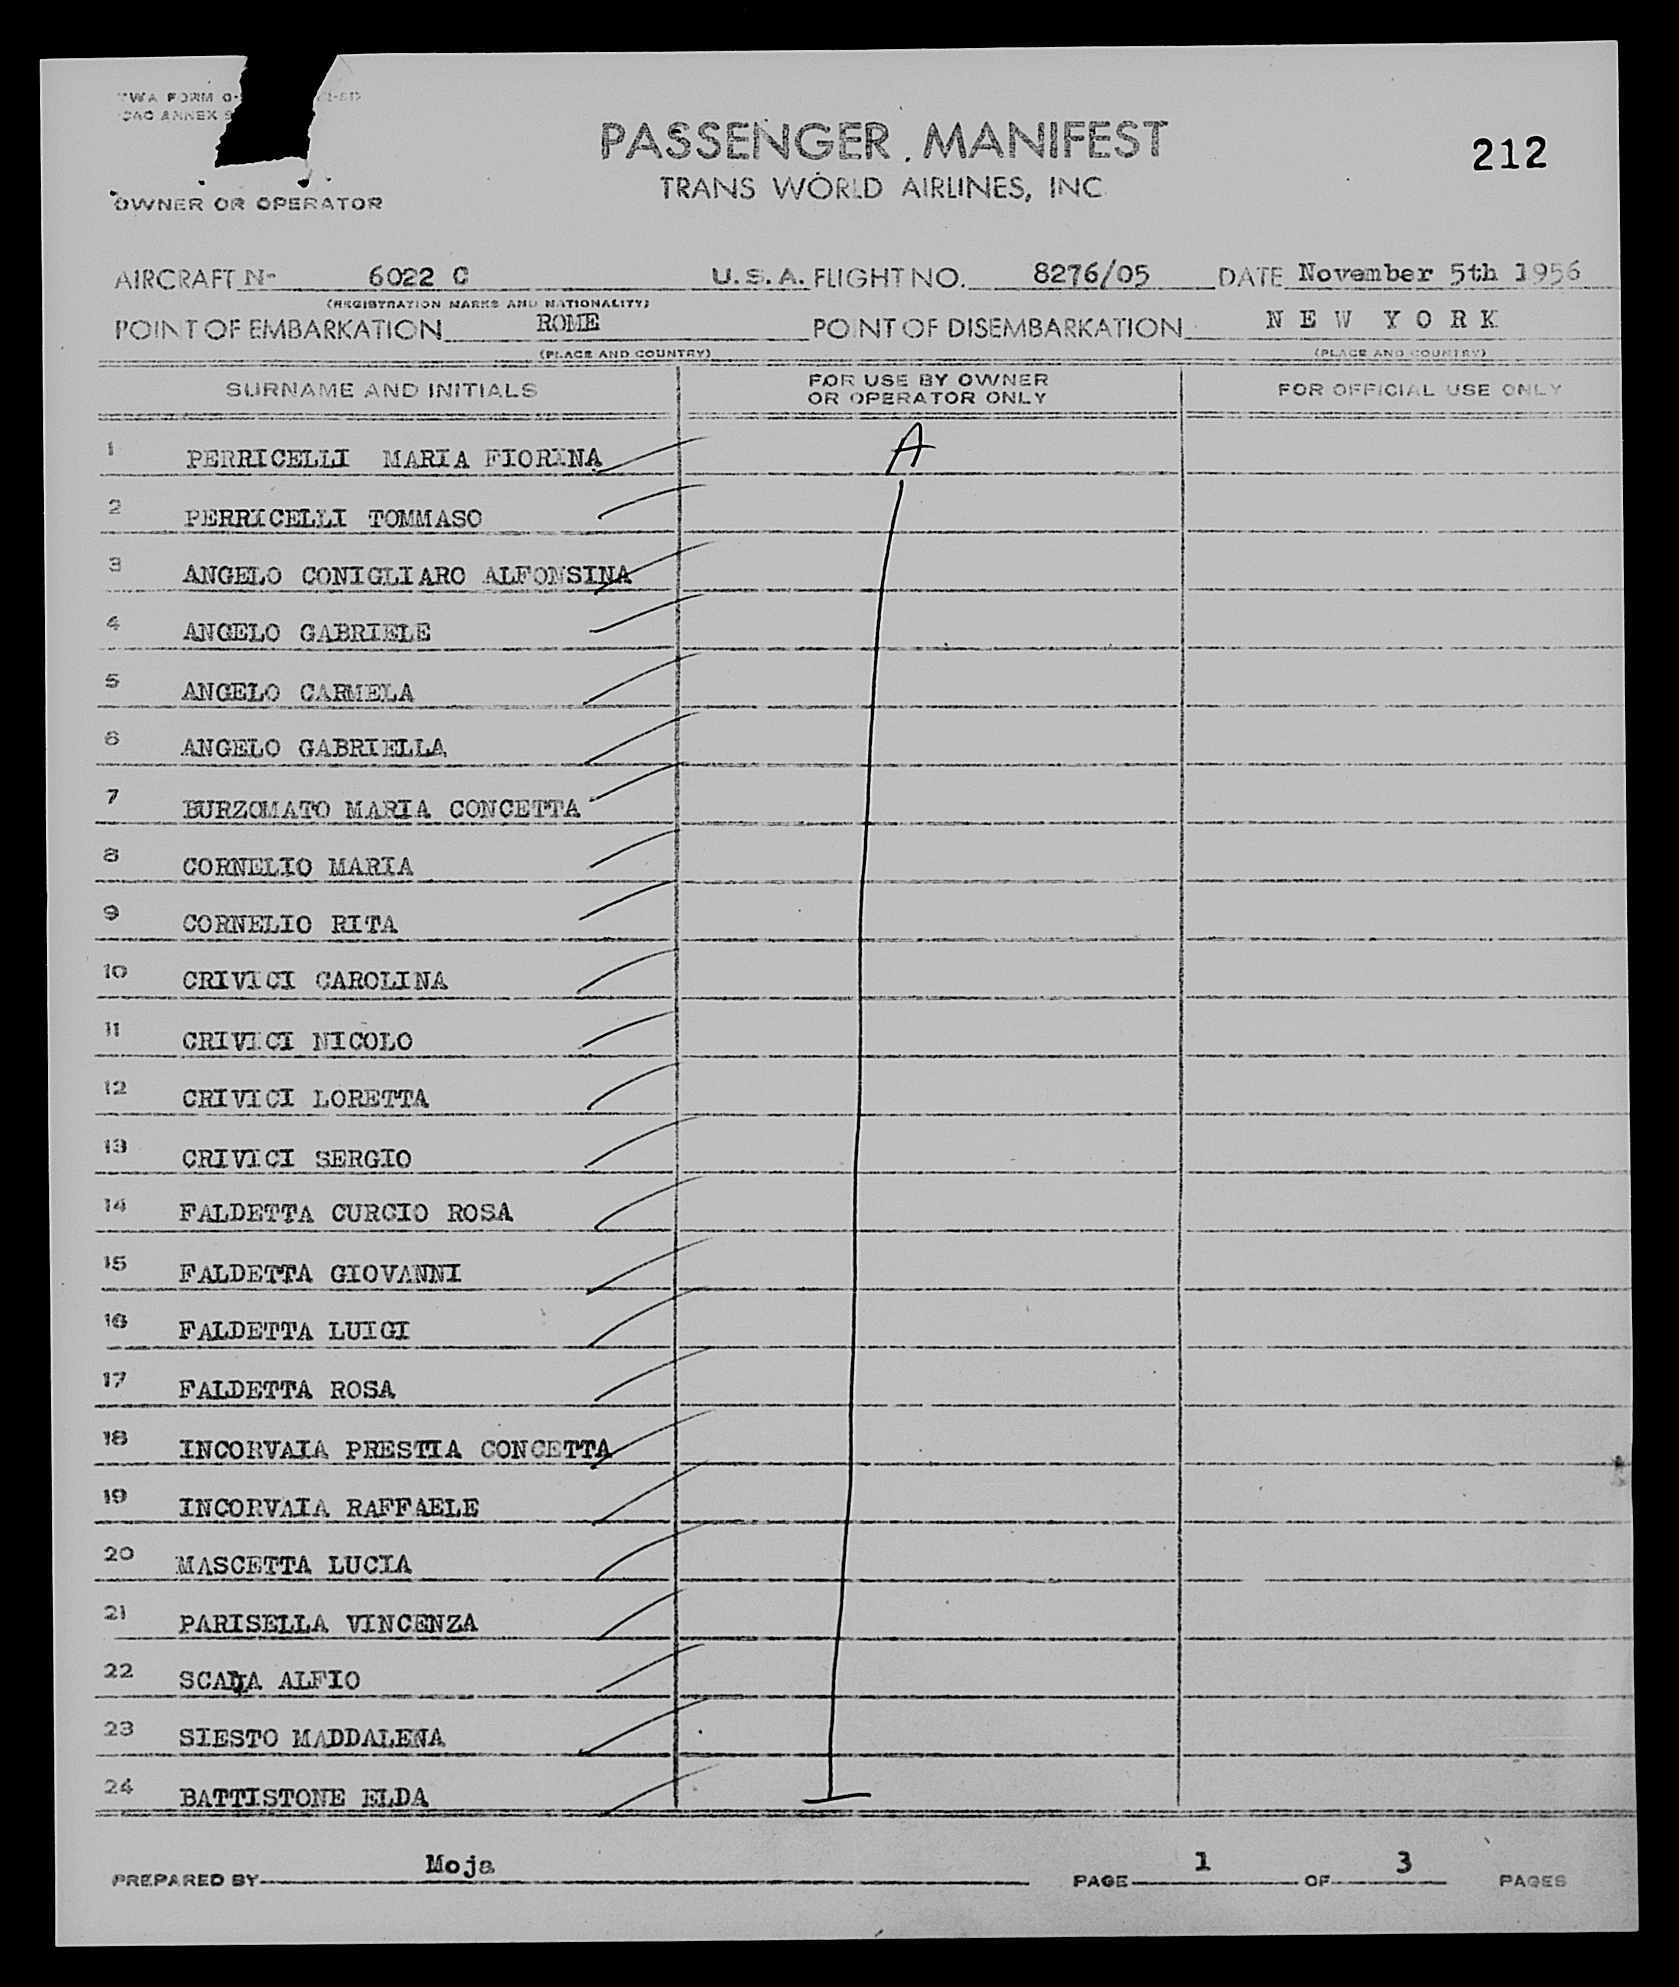 TWA FORM O-
ICAO ANNEX 9
PASSENGER MANIFEST
212
TRANS WORLD AIRLINES, INC
OWNER OR OPERATOR
AIRCRAFT No 6022 C U.S.A. FLIGHT NO. 8276/05 DATE November 5th 1956
(REGISTRATION MARKS AND NATIONALITY)
POINT OF EMBARKATION ROME POINT OF DISEMBARKATION N E W Y O R K
(PLACE AND COUNTRY) (PLACE AND COUNTRY)
SURNAME AND INITIALS FOR USE BY OWNER OR OPERATOR ONLY FOR OFFICIAL USE ONLY
1 PERRICELLI MARIA FIORINA A
2 PERRICELLI TOMMASO
3 ANGELO CONIGLIARO ALFONSINA
4 ANGELO GABRIELE
5 ANGELO CARMELA
6 ANGELO GABRIELLA
7 BURZOMATO MARIA CONCETTA
8 CORNELIO MARIA
9 CORNELIO RITA
10 CRIVICI CAROLINA
11 CRIVICI NICOLO
12 CRIVICI LORETTA
13 CRIVICI SERGIO
14 FALDETTA CURCIO ROSA
15 FALDETTA GIOVANNI
16 FALDETTA LUIGI
17 FALDETTA ROSA
18 INCORVAIA PRESTIA CONCETTA
19 INCORVAIA RAFFAELE
20 MASCETTA LUCIA
21 PARISELLA VINCENZA
22 ALFIO
23 SIESTO MADDALENA
24 BATTISTONE ELDA
PREPARED BY Moja PAGE 1 OF 3 PAGES